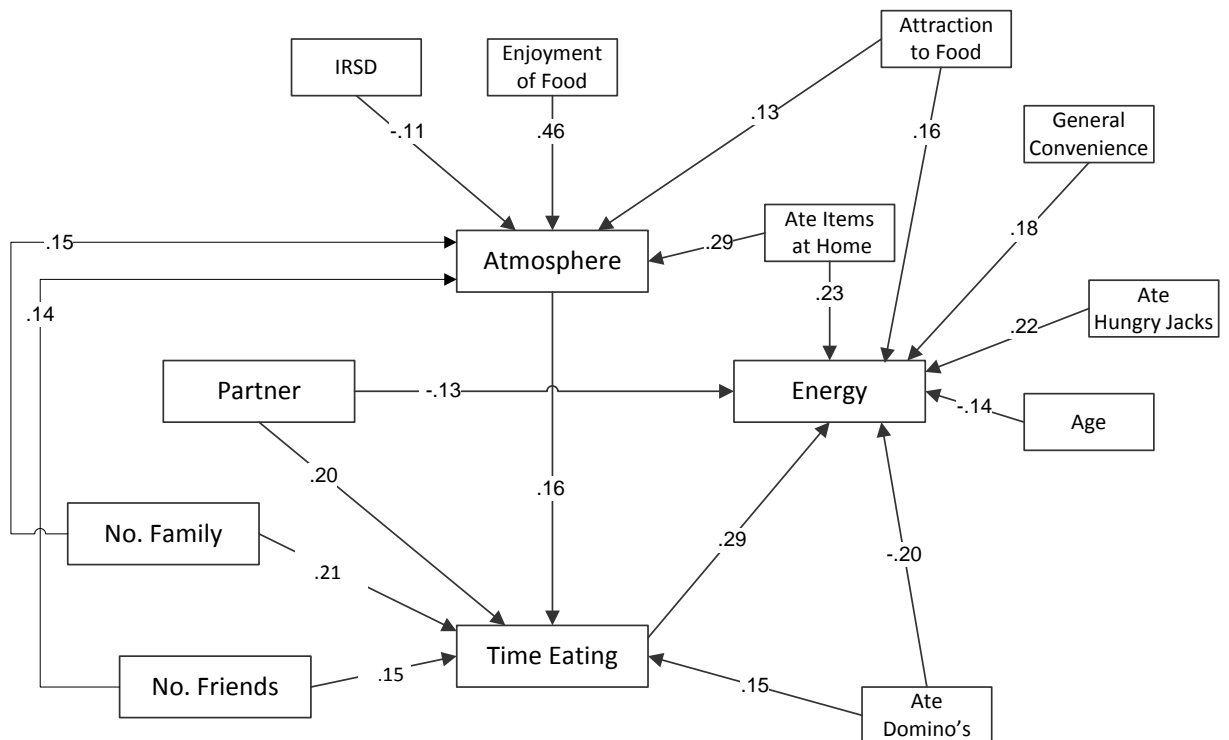 Attraction
to Food
Enjoyment
of Food
IRSD
.13
General
Convenience
-.11
.46
.16
Ate Items
at Home
.15
.29
.18
Atmosphere
.23
.14
Ate
Hungry Jacks
.22
Partner
-.13
Energy
-.14
Age
.20
.16
No. Family
.29
-.20
.21
Time Eating
No. Friends
.15
.15
Ate
Domino's